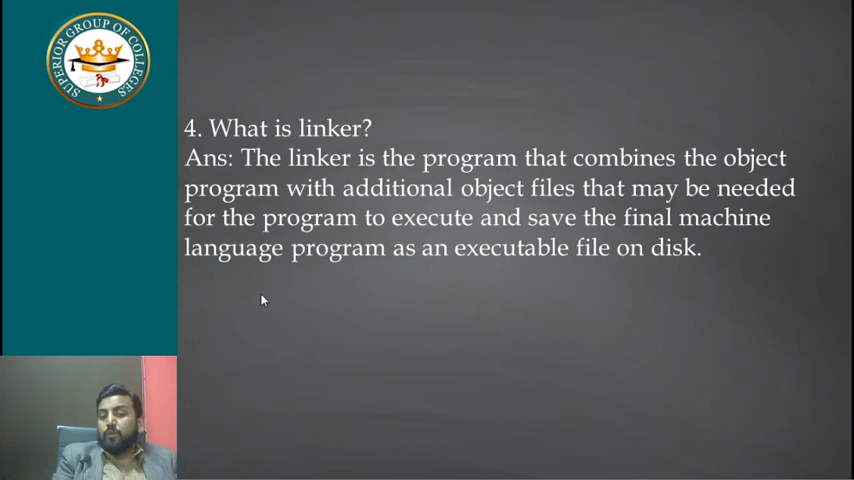 SUPERIOR GROUP OF COLLEGES
4. What is linker?
Ans: The linker is the program that combines the object
program with additional object files that may be needed
for the program to execute and save the final machine
language program as an executable file on disk.